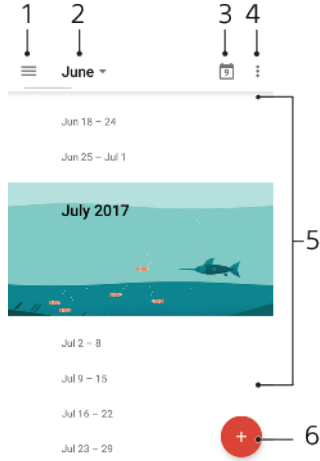 1 2 3 4
June
9
Jun 18 – 24
Jun 25 – Jul 1
July 2017
5
Jul 2 – 8
Jul 9 – 15
Jul 16 – 22
6
Jul 23 – 29